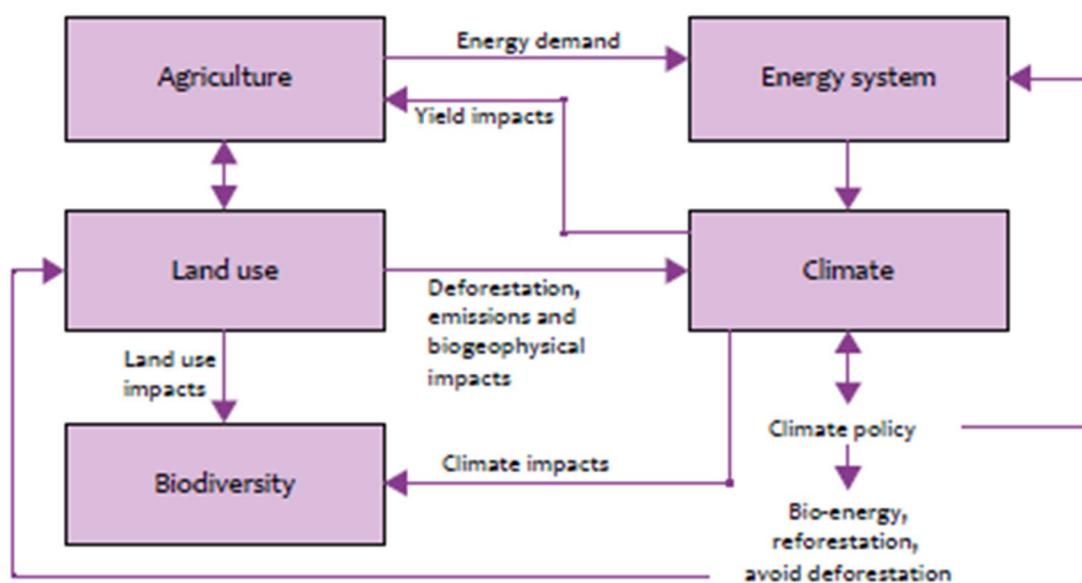 Agriculture
Energy demand
Energy system
Yield impacts
Land use
Deforestation,
emissions and
biogeophysical
impacts
Climate
Land use
impacts
Biodiversity
Climate impacts
Climate policy
Bio-energy,
reforestation,
avoid deforestation